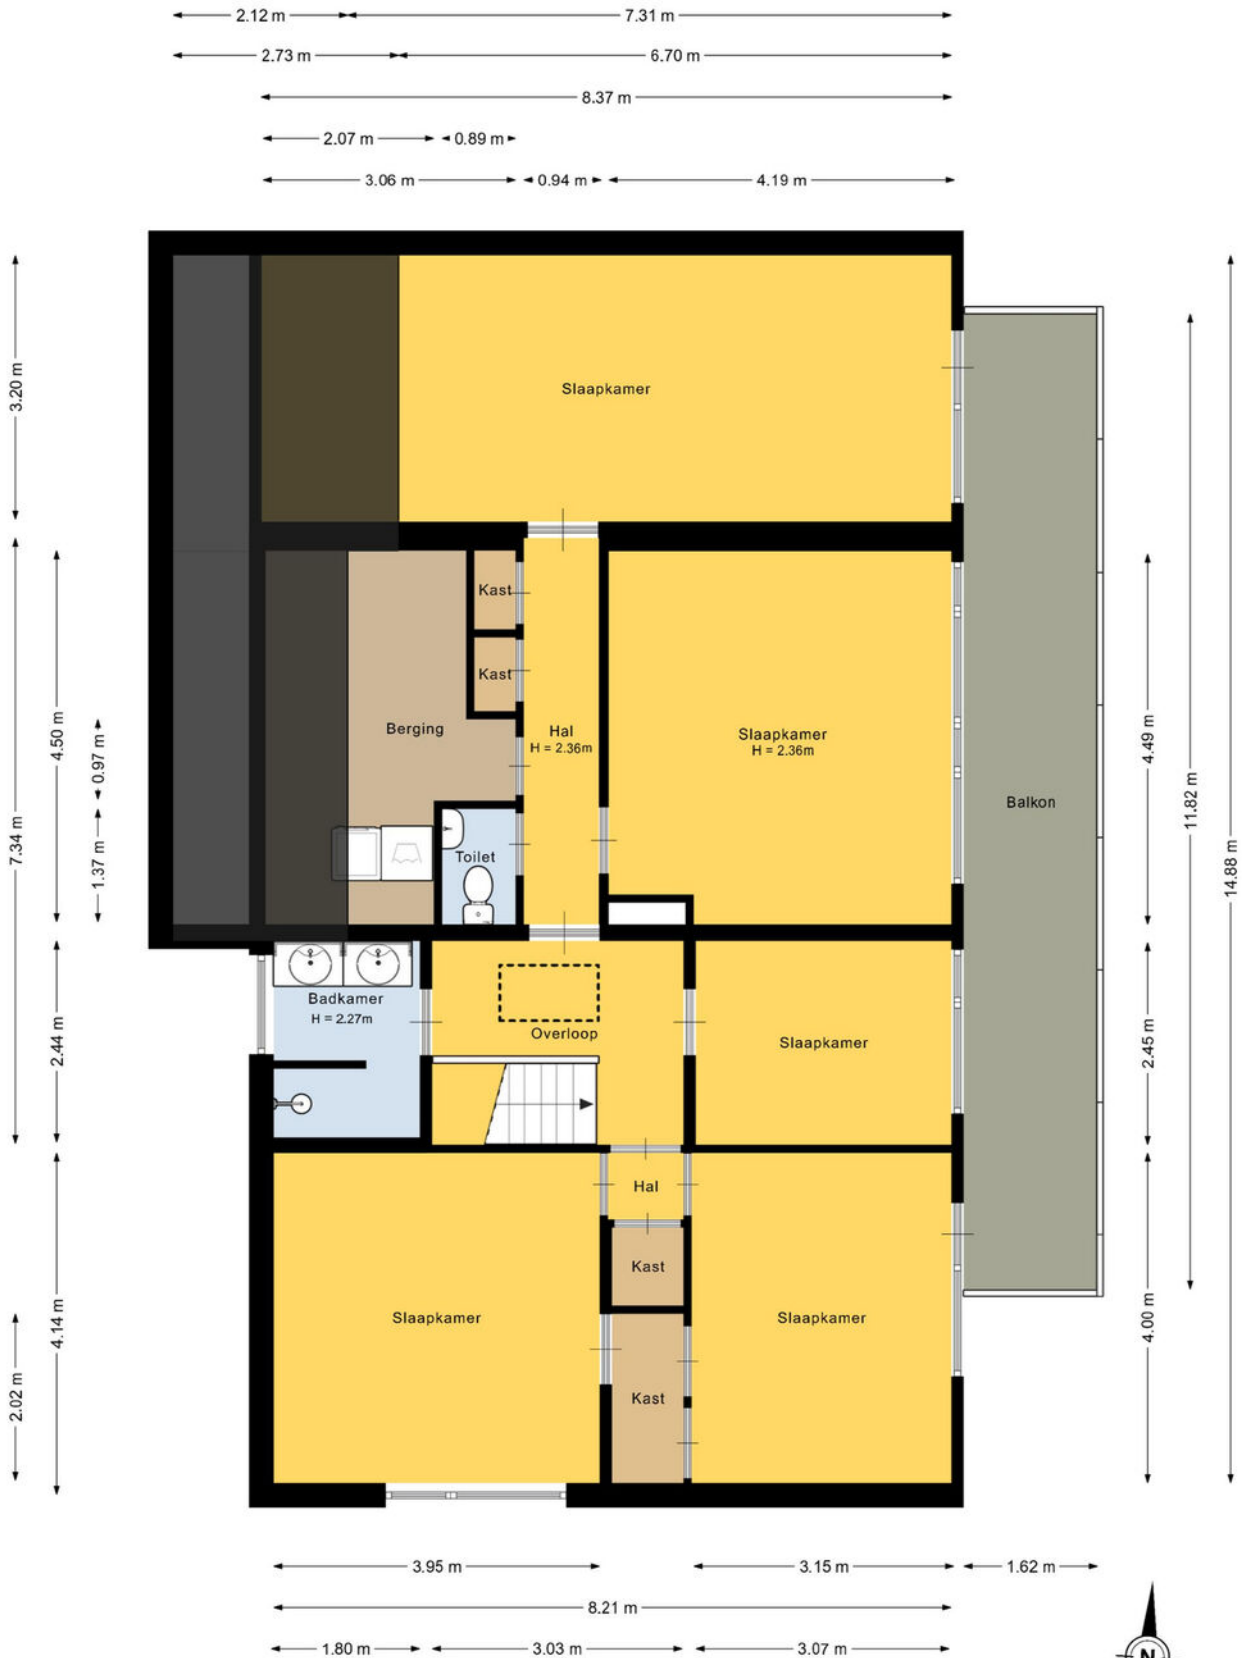 2.12 m
7.31 m
2.73 m
6.70 m
8.37 m
2.07 m
0.89 m
3.06 m
0.94 m
4.19 m
3.20 m
7.34 m
4.50 m
0.97 m
1.37 m
2.44 m
4.14 m
2.02 m
Slaapkamer
Kast
Kast
Berging
Hal
H = 2.36m
Slaapkamer
H = 2.36m
Balkon
Toilet
Badkamer
H = 2.27m
Overloop
Slaapkamer
Hal
Kast
Slaapkamer
Slaapkamer
Kast
4.49 m
11.82 m
14.88 m
2.45 m
4.00 m
3.95 m
3.15 m
1.62 m
8.21 m
1.80 m
3.03 m
3.07 m
N